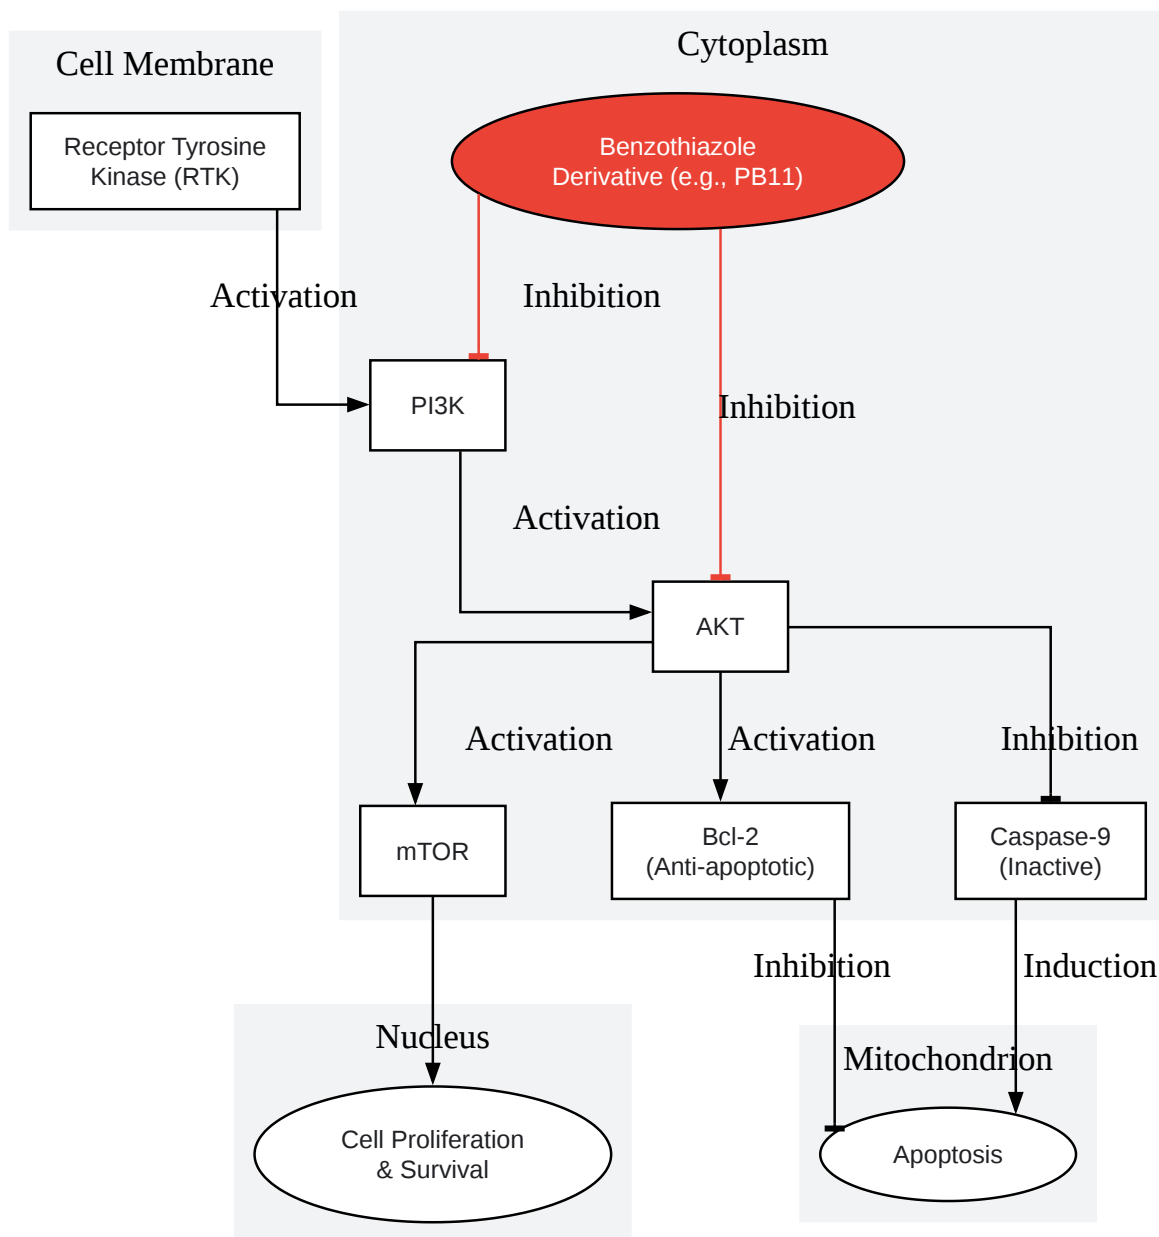 Cell Membrane
Cytoplasm
Receptor Tyrosine
Kinase (RTK)
Benzothiazole
Derivative (e.g., PB11)
Activation
Inhibition
PI3K
Inhibition
Activation
AKT
Activation
Activation
Inhibition
mTOR
Bcl-2
(Anti-apoptotic)
Caspase-9
(Inactive)
Inhibition
Induction
Nucleus
Mitochondrion
Cell Proliferation
& Survival
Apoptosis